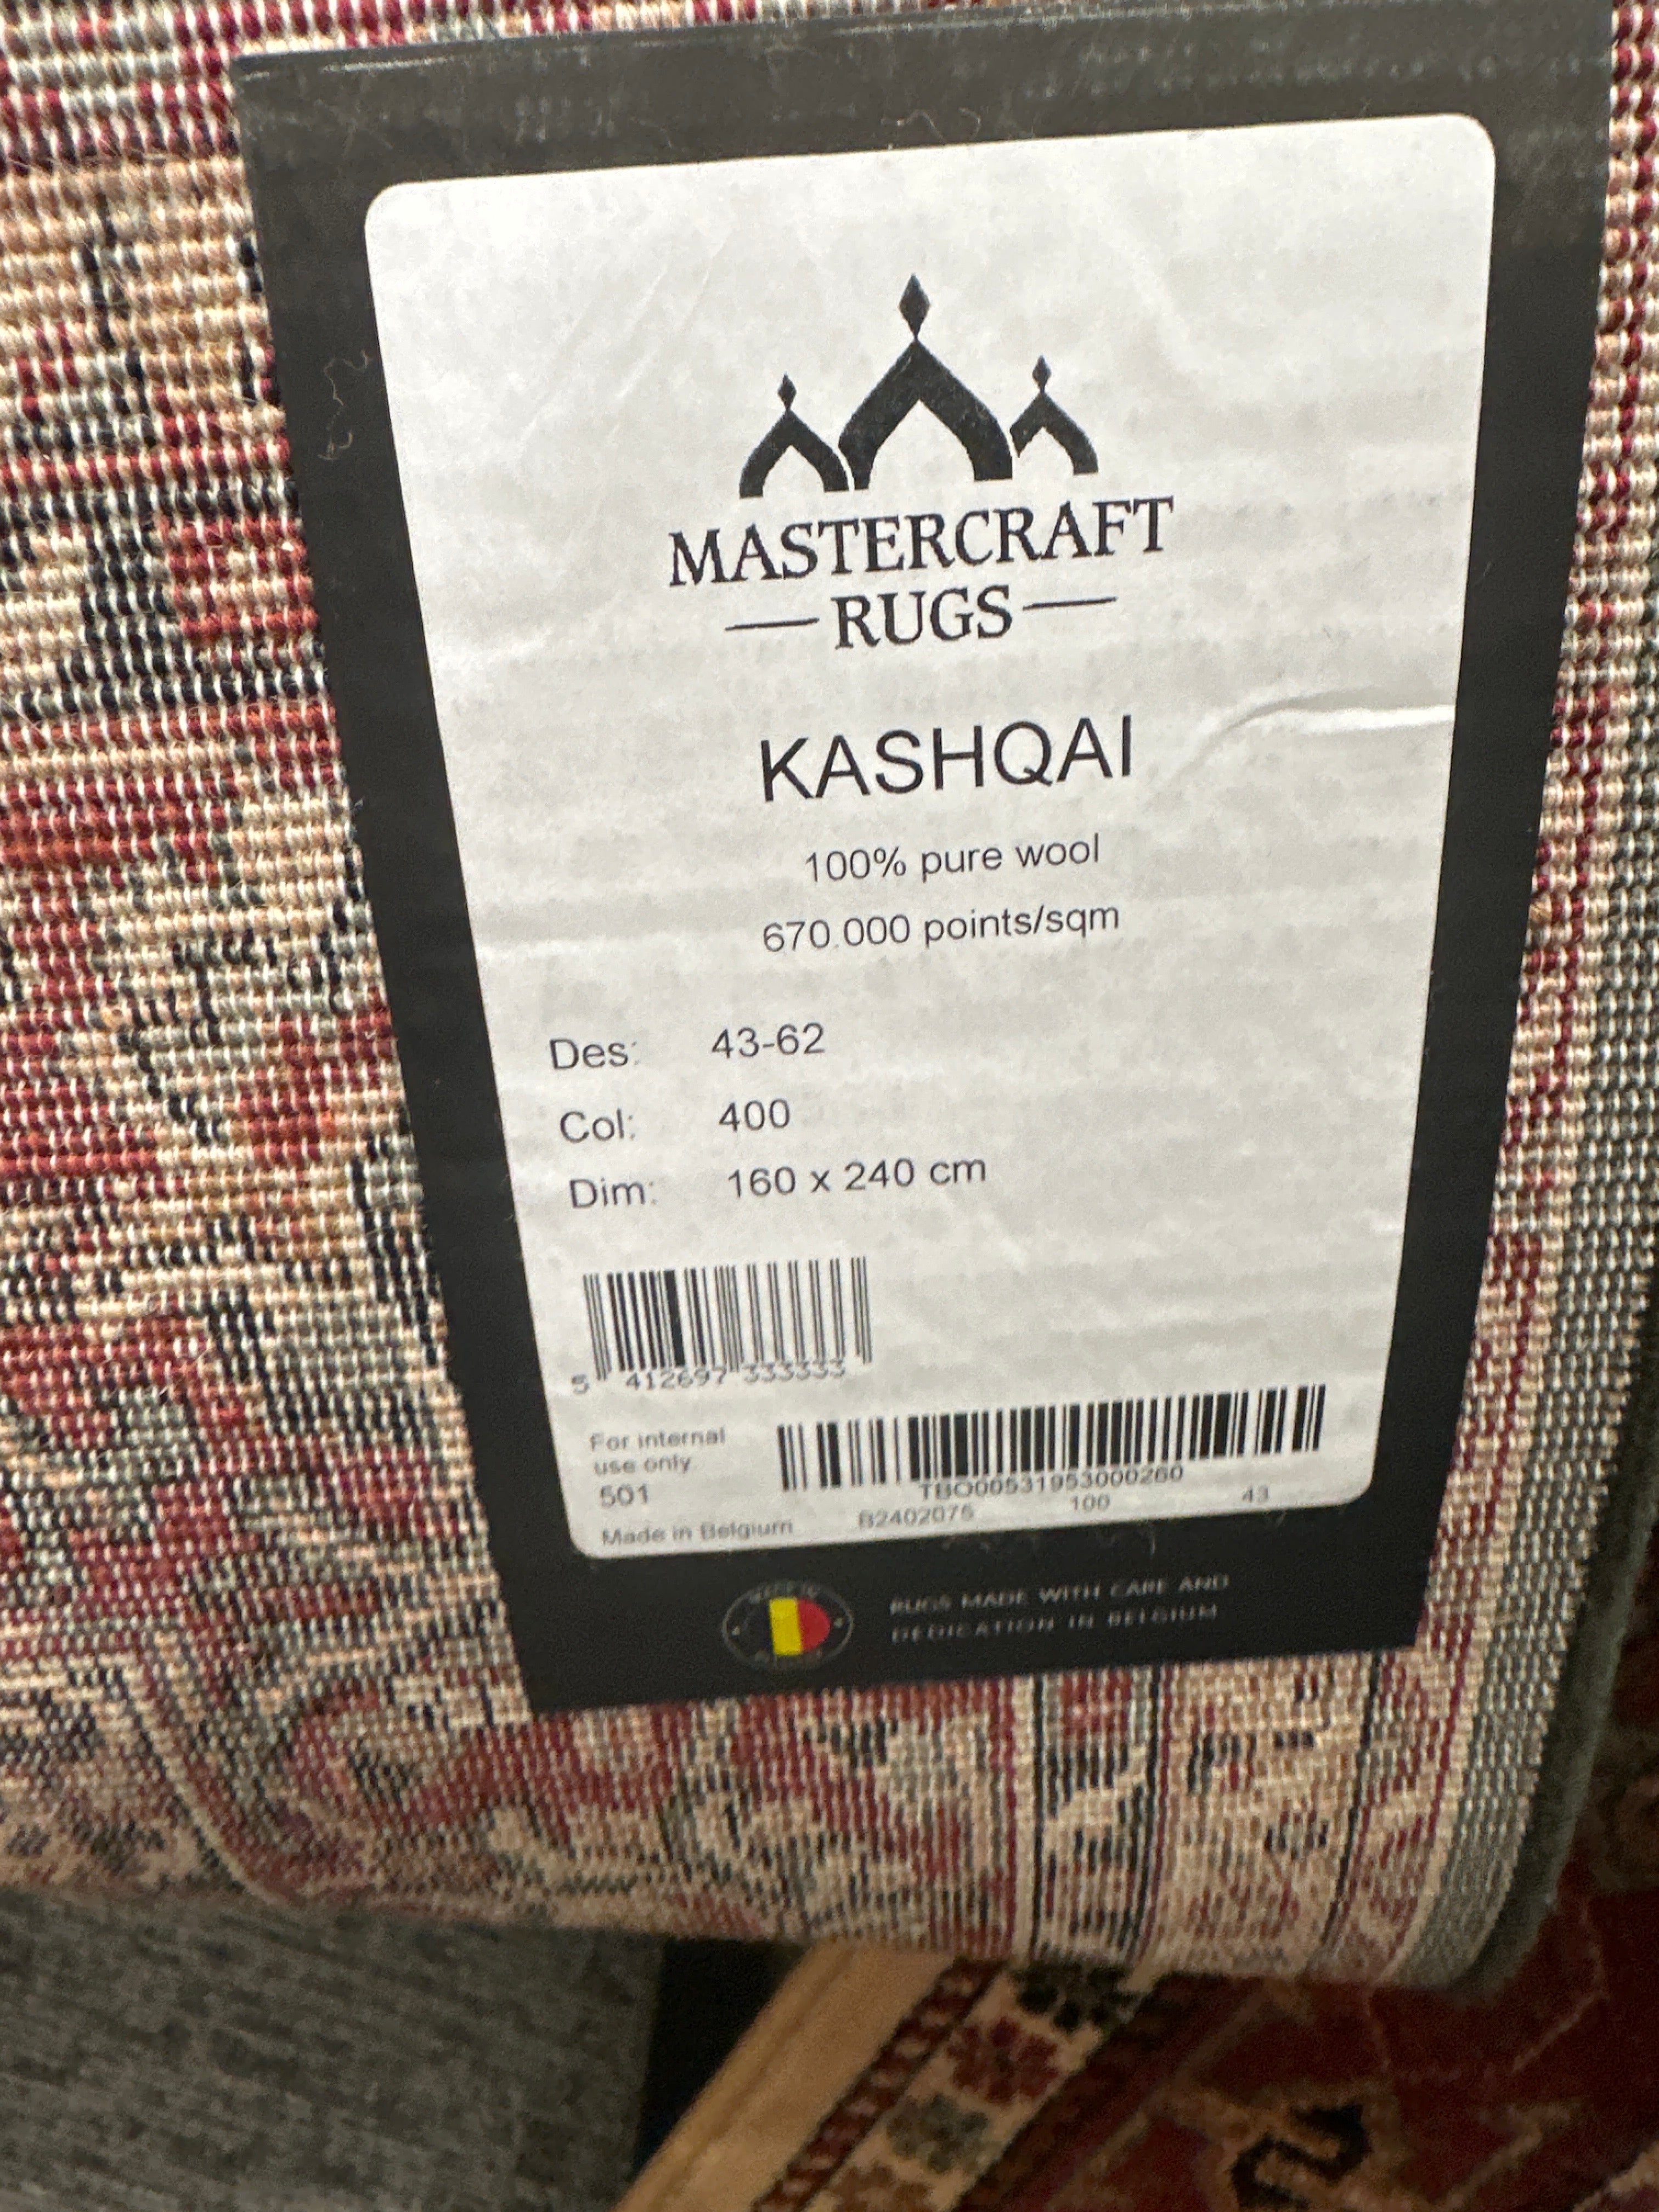 MASTERCRAFT
RUGS
KASHQAI
100% pure wool
670.000 points/sqm
Des: 43-62
Col: 400
Dim: 160 x 240 cm
5 412697 333333
For internal
use only.
501
TBO00531953000260
Made in Belgium B2402075 100 43
RUGS MADE WITH CARE AND
DEDICATION IN BELGIUM